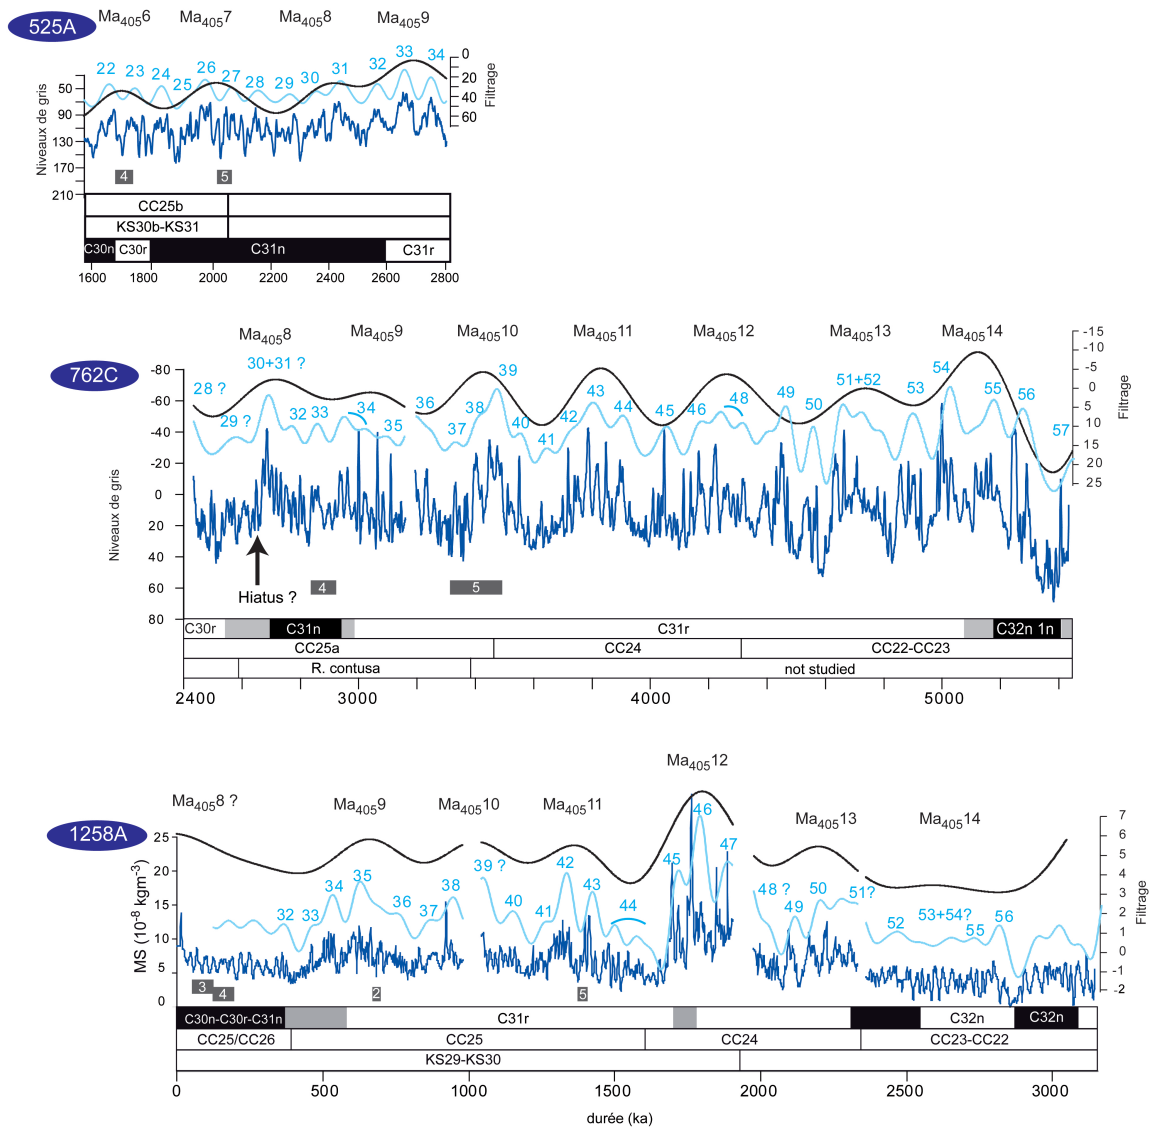 525A
Ma4056 Ma4057 Ma4058 Ma4059
22 23 24 25 26 27 28 29 30 31 32 33 34
Niveaux de gris
50
90
130
170
210
0
20
40
60
Filtrage
4 5
CC25b
KS30b-KS31
C30n C30r C31n C31r
1600 1800 2000 2200 2400 2600 2800
762C
Ma4058 Ma4059 Ma40510 Ma40511 Ma40512 Ma40513 Ma40514
28 ? 29 ? 30+31 ? 32 33 34 35 36 37 38 39 40 41 42 43 44 45 46 48 49 50 51+52 53 54 55 56 57
Niveaux de gris
-80
-60
-40
-20
0
20
40
60
80
-15
-10
-5
0
5
10
15
20
25
Filtrage
Hiatus ?
4 5
C30r C31n C31r C32n 1n
CC25a CC24 CC22-CC23
R. contusa not studied
2400 3000 4000 5000
1258A
Ma4058 ? Ma4059 Ma40510 Ma40511 Ma40512 Ma40513 Ma40514
32 33 34 35 36 37 38 39 ? 40 41 42 43 44 45 46 47 48 ? 49 50 51? 52 53+54? 55 56
MS (10-8 kgm-3)
25
20
15
10
5
0
7
6
5
4
3
2
1
0
-1
-2
Filtrage
3 4 2 5
C30n-C30r-C31n C31r C32n C32n
CC25/CC26 CC25 CC24 CC23-CC22
KS29-KS30
0 500 1000 1500 2000 2500 3000
durée (ka)